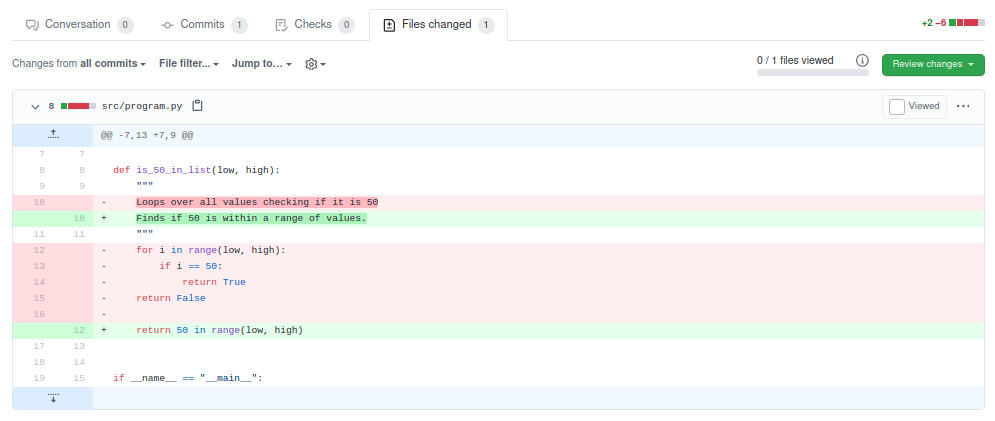 Conversation 0 Commits 1 Checks 0 Files changed 1 +2 −6
Changes from all commits File filter... Jump to... 0 / 1 files viewed Review changes
8 src/program.py Viewed
@@ -7,13 +7,9 @@
7 7
8 8 def is_50_in_list(low, high):
9 9 """
10 - Loops over all values checking if it is 50
10 + Finds if 50 is within a range of values.
11 11 """
12 - for i in range(low, high):
13 - if i == 50:
14 - return True
15 - return False
16 -
12 + return 50 in range(low, high)
17 13
18 14
19 15 if __name__ == "__main__":